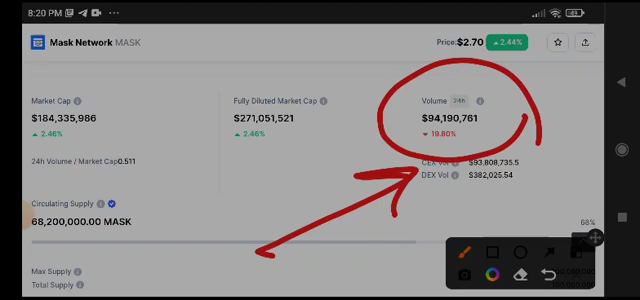 8:20 PM
Mask Network MASK
Price:$2.70 ▲2.44%
Market Cap Fully Diluted Market Cap Volume 24h
$184,335,986 $271,051,521 $94,190,761
▲ 2.46% ▲ 2.46% ▼ 19.80%
24h Volume / Market Cap0.511
CEX Vol $93,808,735.5
DEX Vol $382,025.54
Circulating Supply
68,200,000.00 MASK 68%
Max Supply
Total Supply